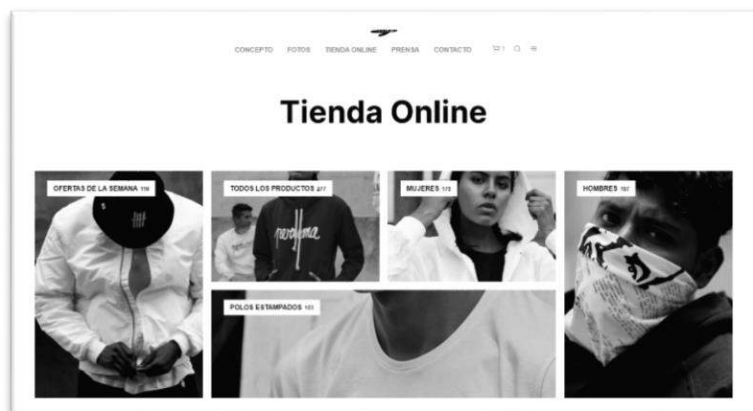 CONCEPTO FOTOS TIENDA ONLINE PRENSA CONTACTO
Tienda Online
OFERTAS DE LA SEMANA
TODOS LOS PRODUCTOS
MUJERES
HOMBRES
POLOS ESTAMPADOS